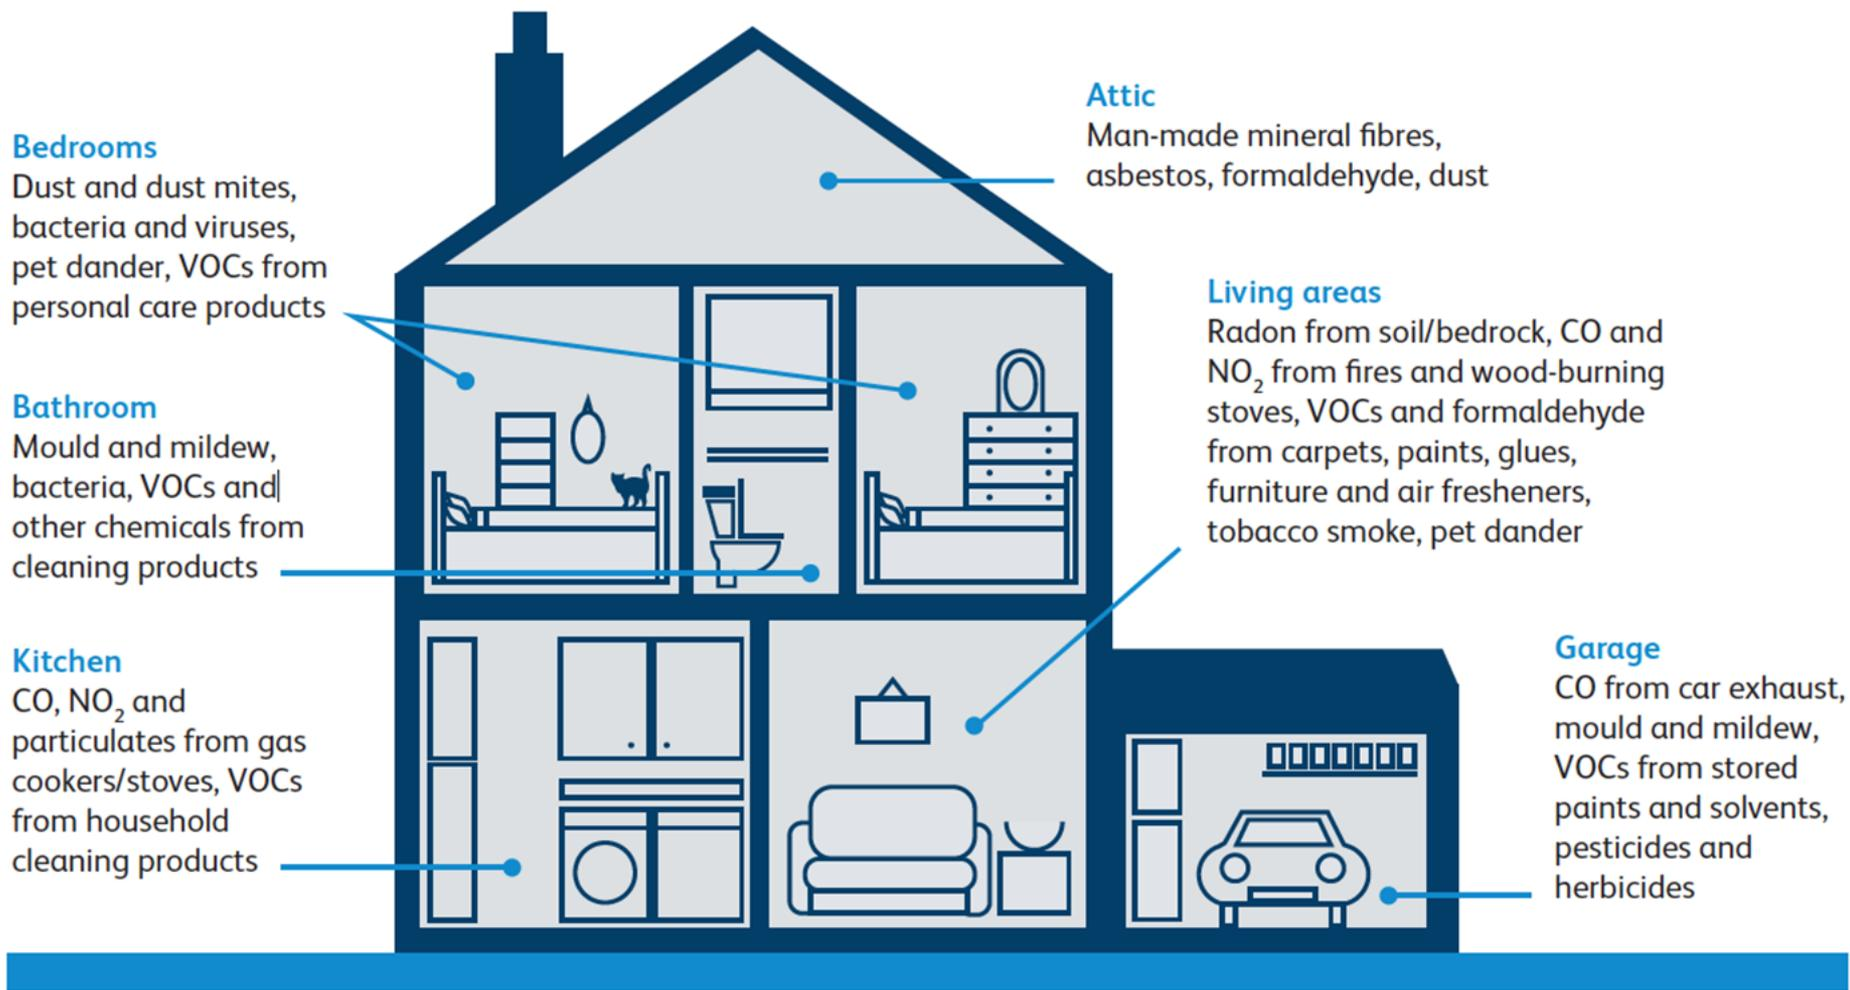 Attic
Man-made mineral fibres,
asbestos, formaldehyde, dust
Bedrooms
Dust and dust mites,
bacteria and viruses,
pet dander, VOCs from
personal care products
Living areas
Radon from soil/bedrock, CO and
NO₂ from fires and wood-burning
stoves, VOCs and formaldehyde
from carpets, paints, glues,
furniture and air fresheners,
tobacco smoke, pet dander
Bathroom
Mould and mildew,
bacteria, VOCs and
other chemicals from
cleaning products
Kitchen
CO, NO₂ and
particulates from gas
cookers/stoves, VOCs
from household
cleaning products
Garage
CO from car exhaust,
mould and mildew,
VOCs from stored
paints and solvents,
pesticides and
herbicides